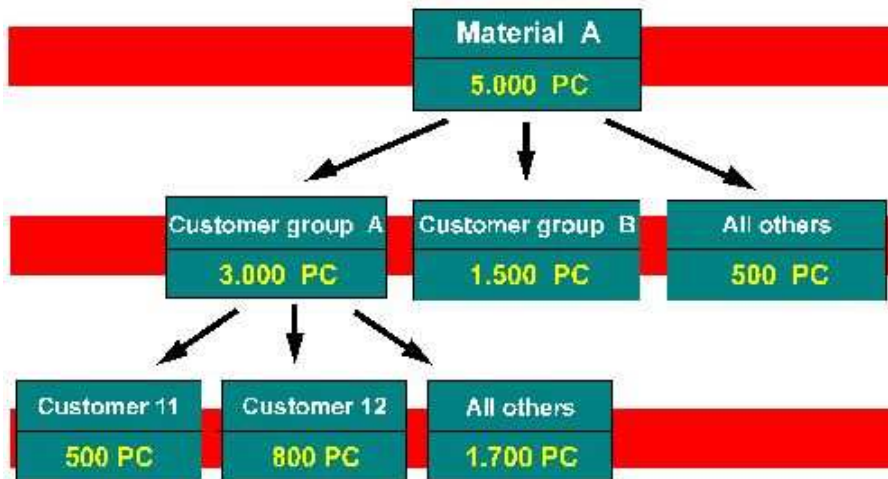 Material A
5.000 PC
Customer group A
Customer group B
All others
3.000 PC
1.500 PC
500 PC
Customer 11
Customer 12
All others
500 PC
800 PC
1.700 PC